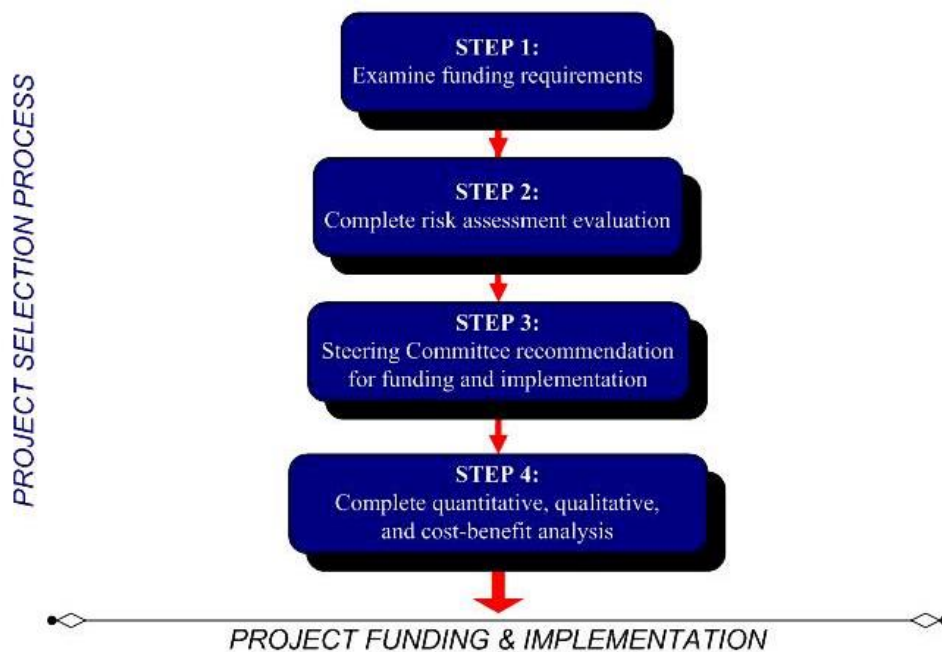 PROJECT SELECTION PROCESS
STEP 1:
Examine funding requirements
STEP 2:
Complete risk assessment evaluation
STEP 3:
Steering Committee recommendation
for funding and implementation
STEP 4:
Complete quantitative, qualitative,
and cost-benefit analysis
PROJECT FUNDING & IMPLEMENTATION